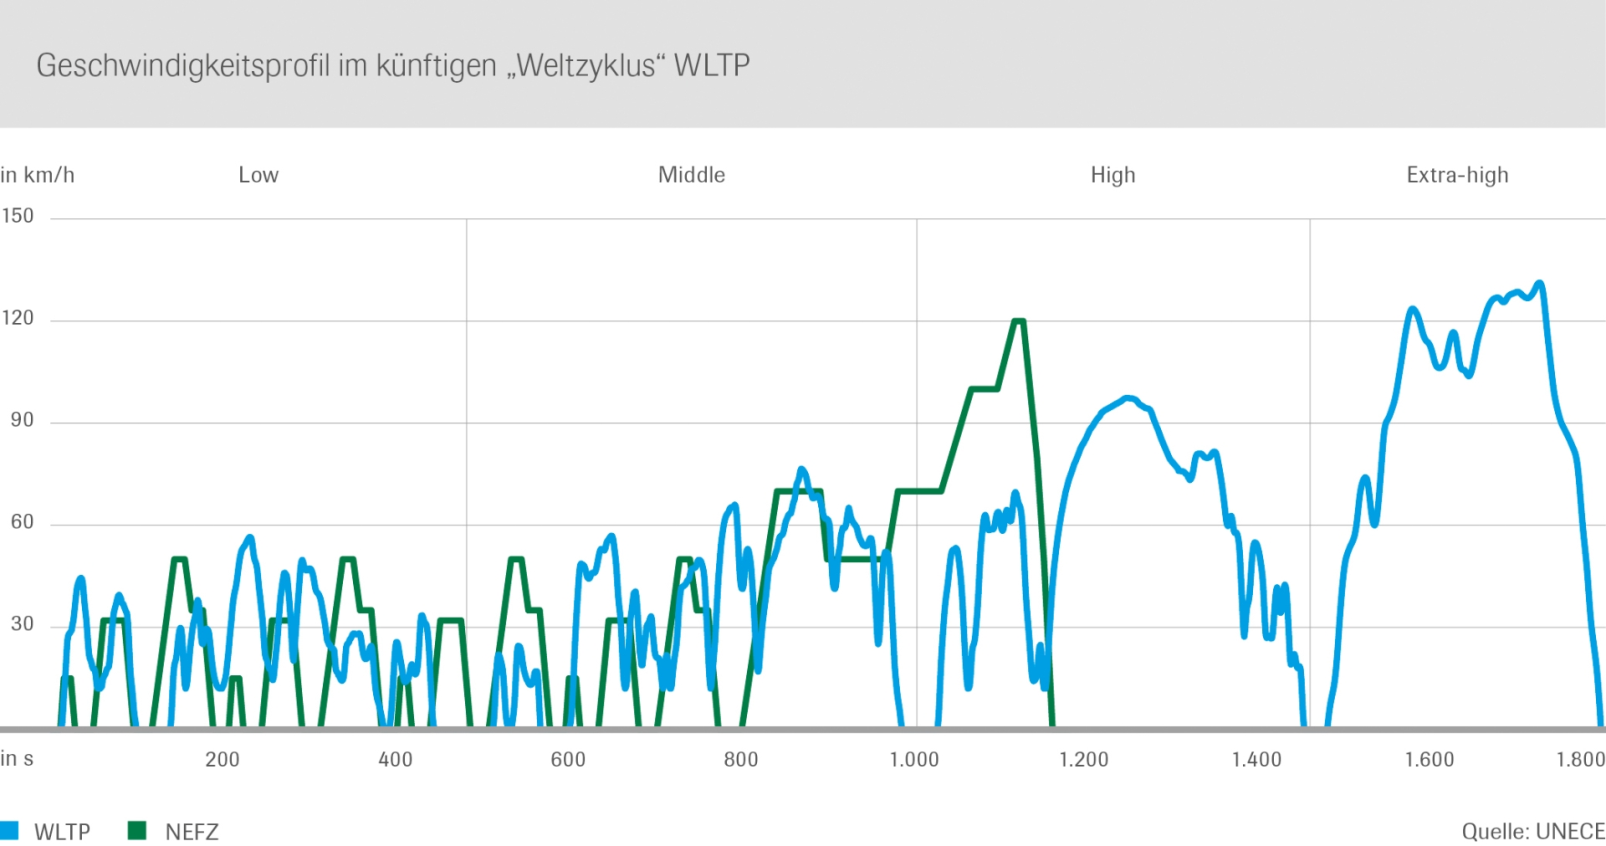 Geschwindigkeitsprofil im künftigen „Weltzyklus“ WLTP
in km/h Low Middle High Extra-high
150
120
90
60
30
in s 200 400 600 800 1.000 1.200 1.400 1.600 1.800
WLTP NEFZ Quelle: UNECE